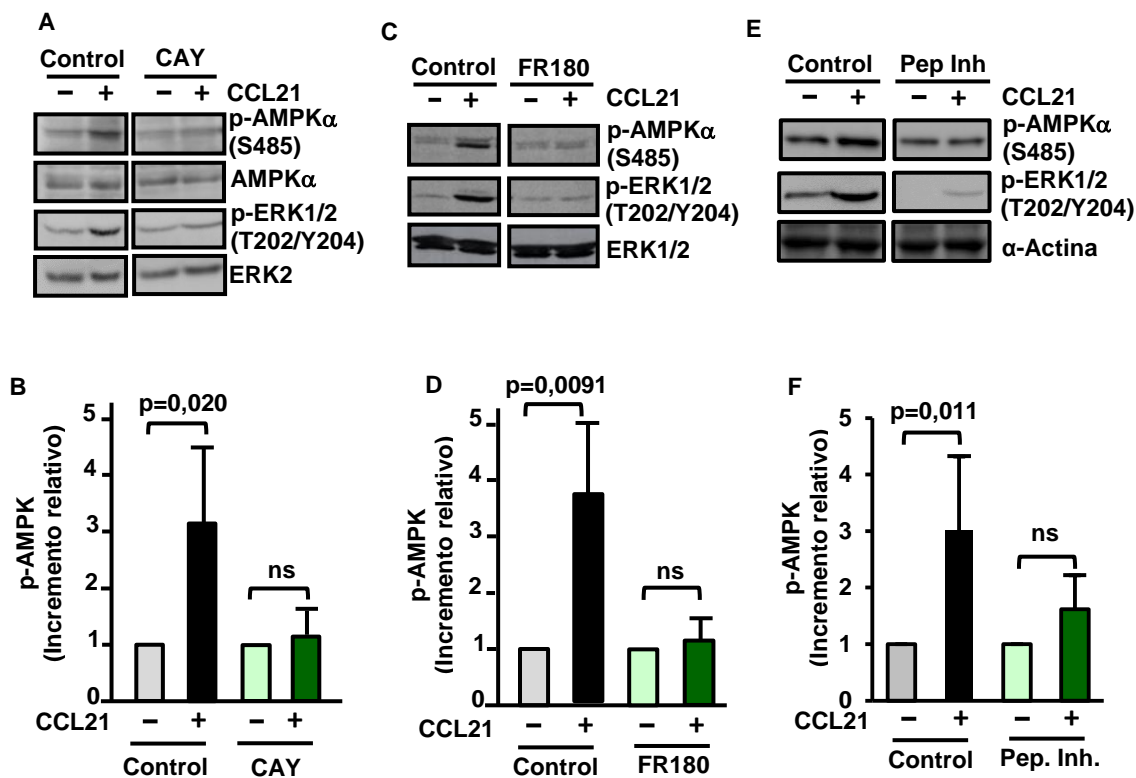 A
Control CAY
– + – + CCL21
p-AMPKα
(S485)
AMPKα
p-ERK1/2
(T202/Y204)
ERK2
B
p=0,020
ns
p-AMPK
(Incremento relativo)
5
4
3
2
1
0
CCL21 – + – +
Control CAY
C
Control FR180
– + – + CCL21
p-AMPKα
(S485)
p-ERK1/2
(T202/Y204)
ERK1/2
D
p=0,0091
ns
p-AMPK
(Incremento relativo)
5
4
3
2
1
0
CCL21 – + – +
Control FR180
E
Control Pep Inh
– + – + CCL21
p-AMPKα
(S485)
p-ERK1/2
(T202/Y204)
α-Actina
F
p=0,011
ns
p-AMPK
(Incremento relativo)
5
4
3
2
1
0
CCL21 – + – +
Control Pep. Inh.